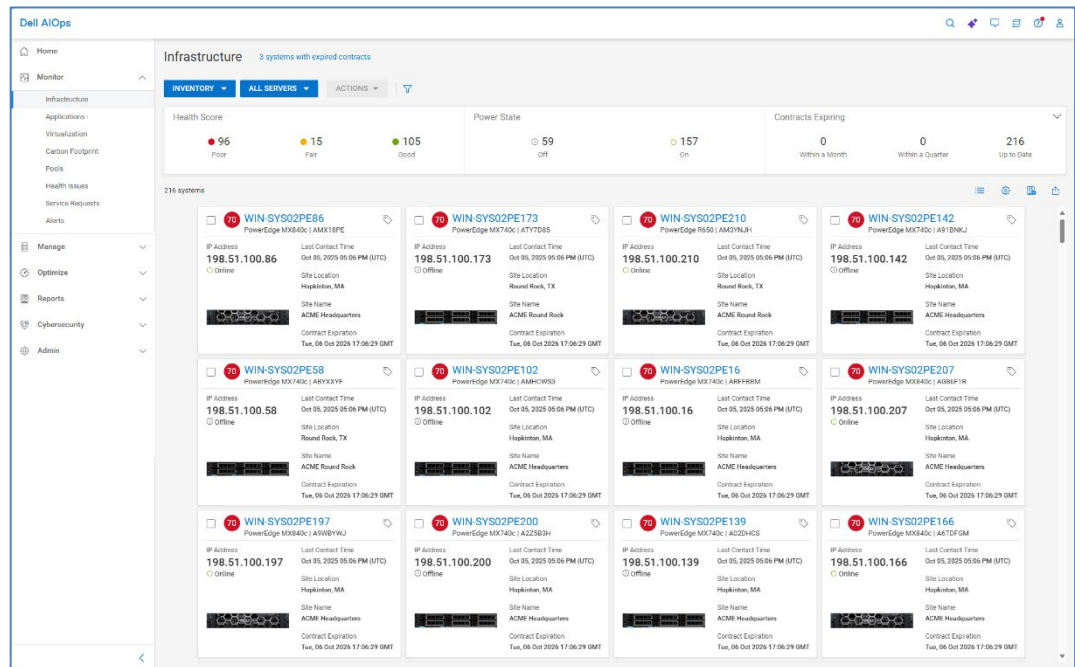 Dell AIOps
Home
Monitor
Infrastructure
Applications
Virtualization
Carbon Footprint
Pools
Health Issues
Service Requests
Alerts
Manage
Optimize
Reports
Cybersecurity
Admin
Infrastructure 3 systems with expired contracts
INVENTORY ALL SERVERS ACTIONS
Health Score Power State Contracts Expiring
96 15 105 59 157 0 0 216
Poor Fair Good Off On Within a Month Within a Quarter Up to Date
216 systems
70 WIN-SYS02PE86
PowerEdge MX840c | AMX18PE
IP Address Last Contact Time
198.51.100.86 Oct 05, 2025 05:06 PM (UTC)
Online
Site Location
Hopkinton, MA
Site Name
ACME Headquarters
Contract Expiration
Tue, 06 Oct 2026 17:06:29 GMT
70 WIN-SYS02PE173
PowerEdge MX740c | ATY7D85
IP Address Last Contact Time
198.51.100.173 Oct 05, 2025 05:06 PM (UTC)
Offline
Site Location
Round Rock, TX
Site Name
ACME Round Rock
Contract Expiration
Tue, 06 Oct 2026 17:06:29 GMT
70 WIN-SYS02PE210
PowerEdge R650 | AM3YNJH
IP Address Last Contact Time
198.51.100.210 Oct 05, 2025 05:06 PM (UTC)
Online
Site Location
Round Rock, TX
Site Name
ACME Round Rock
Contract Expiration
Tue, 06 Oct 2026 17:06:29 GMT
70 WIN-SYS02PE142
PowerEdge MX740c | A91BNKJ
IP Address Last Contact Time
198.51.100.142 Oct 05, 2025 05:06 PM (UTC)
Offline
Site Location
Hopkinton, MA
Site Name
ACME Headquarters
Contract Expiration
Tue, 06 Oct 2026 17:06:29 GMT
70 WIN-SYS02PE58
PowerEdge MX740c | ABYXXYF
IP Address Last Contact Time
198.51.100.58 Oct 05, 2025 05:06 PM (UTC)
Offline
Site Location
Round Rock, TX
Site Name
ACME Round Rock
Contract Expiration
Tue, 06 Oct 2026 17:06:29 GMT
70 WIN-SYS02PE102
PowerEdge MX740c | AMHCWS3
IP Address Last Contact Time
198.51.100.102 Oct 05, 2025 05:06 PM (UTC)
Offline
Site Location
Hopkinton, MA
Site Name
ACME Headquarters
Contract Expiration
Tue, 06 Oct 2026 17:06:29 GMT
70 WIN-SYS02PE16
PowerEdge MX740c | ARFFBBM
IP Address Last Contact Time
198.51.100.16 Oct 05, 2025 05:06 PM (UTC)
Offline
Site Location
Hopkinton, MA
Site Name
ACME Headquarters
Contract Expiration
Tue, 06 Oct 2026 17:06:29 GMT
70 WIN-SYS02PE207
PowerEdge MX840c | AG86F1R
IP Address Last Contact Time
198.51.100.207 Oct 05, 2025 05:06 PM (UTC)
Online
Site Location
Hopkinton, MA
Site Name
ACME Headquarters
Contract Expiration
Tue, 06 Oct 2026 17:06:29 GMT
70 WIN-SYS02PE197
PowerEdge MX840c | A9WBYWJ
IP Address Last Contact Time
198.51.100.197 Oct 05, 2025 05:06 PM (UTC)
Online
Site Location
Hopkinton, MA
Site Name
ACME Headquarters
Contract Expiration
Tue, 06 Oct 2026 17:06:29 GMT
70 WIN-SYS02PE200
PowerEdge MX740c | A2Z5B3H
IP Address Last Contact Time
198.51.100.200 Oct 05, 2025 05:06 PM (UTC)
Offline
Site Location
Hopkinton, MA
Site Name
ACME Headquarters
Contract Expiration
Tue, 06 Oct 2026 17:06:29 GMT
70 WIN-SYS02PE139
PowerEdge MX740c | A02DHCS
IP Address Last Contact Time
198.51.100.139 Oct 05, 2025 05:06 PM (UTC)
Offline
Site Location
Hopkinton, MA
Site Name
ACME Headquarters
Contract Expiration
Tue, 06 Oct 2026 17:06:29 GMT
70 WIN-SYS02PE166
PowerEdge MX840c | A6TDFGM
IP Address Last Contact Time
198.51.100.166 Oct 05, 2025 05:06 PM (UTC)
Online
Site Location
Hopkinton, MA
Site Name
ACME Headquarters
Contract Expiration
Tue, 06 Oct 2026 17:06:29 GMT